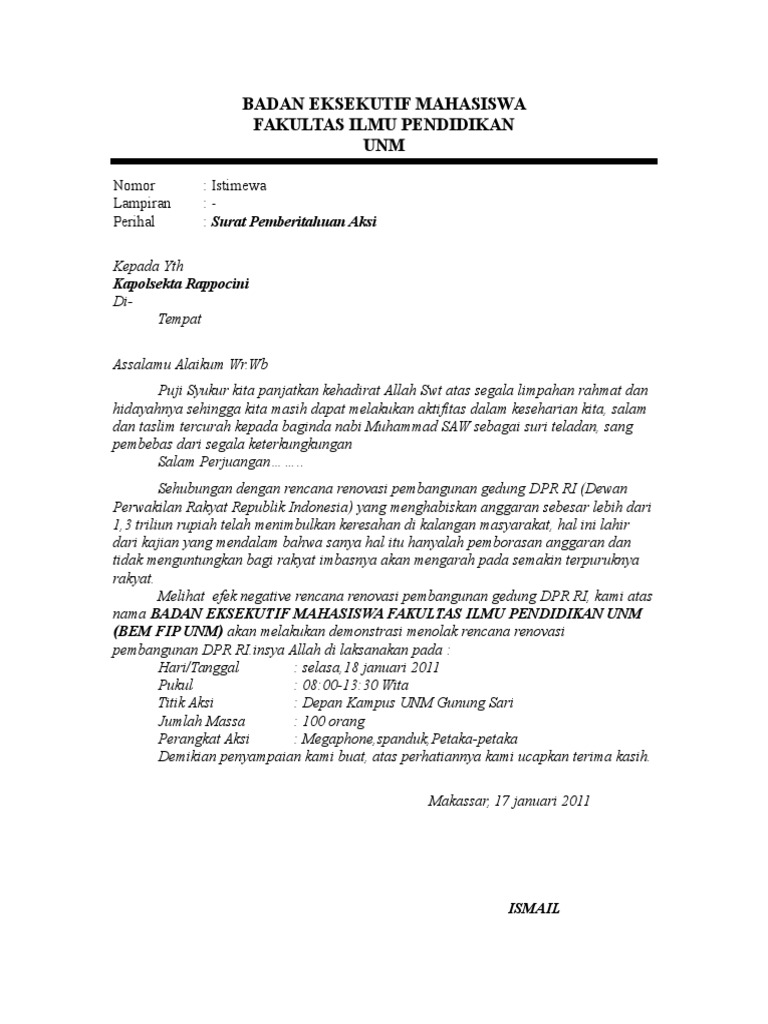 BADAN EKSEKUTIF MAHASISWA
FAKULTAS ILMU PENDIDIKAN
UNM
Nomor : Istimewa
Lampiran : -
Perihal : Surat Pemberitahuan Aksi
Kepada Yth
Kapolsekta Rappocini
Di-
Tempat
Assalamu Alaikum Wr.Wb
Puji Syukur kita panjatkan kehadirat Allah Swt atas segala limpahan rahmat dan
hidayahnya sehingga kita masih dapat melakukan aktifitas dalam keseharian kita, salam
dan taslim tercurah kepada baginda nabi Muhammad SAW sebagai suri teladan, sang
pembebas dari segala keterkungkungan
Salam Perjuangan……..
Sehubungan dengan rencana renovasi pembangunan gedung DPR RI (Dewan
Perwakilan Rakyat Republik Indonesia) yang menghabiskan anggaran sebesar lebih dari
1,3 triliun rupiah telah menimbulkan keresahan di kalangan masyarakat, hal ini lahir
dari kajian yang mendalam bahwa sanya hal itu hanyalah pemborasan anggaran dan
tidak menguntungkan bagi rakyat imbasnya akan mengarah pada semakin terpuruknya
rakyat.
Melihat efek negative rencana renovasi pembangunan gedung DPR RI, kami atas
nama BADAN EKSEKUTIF MAHASISWA FAKULTAS ILMU PENDIDIKAN UNM
(BEM FIP UNM) akan melakukan demonstrasi menolak rencana renovasi
pembangunan DPR RI.insya Allah di laksanakan pada :
Hari/Tanggal : selasa,18 januari 2011
Pukul : 08:00-13:30 Wita
Titik Aksi : Depan Kampus UNM Gunung Sari
Jumlah Massa : 100 orang
Perangkat Aksi : Megaphone,spanduk,Petaka-petaka
Demikian penyampaian kami buat, atas perhatiannya kami ucapkan terima kasih.
Makassar, 17 januari 2011
ISMAIL